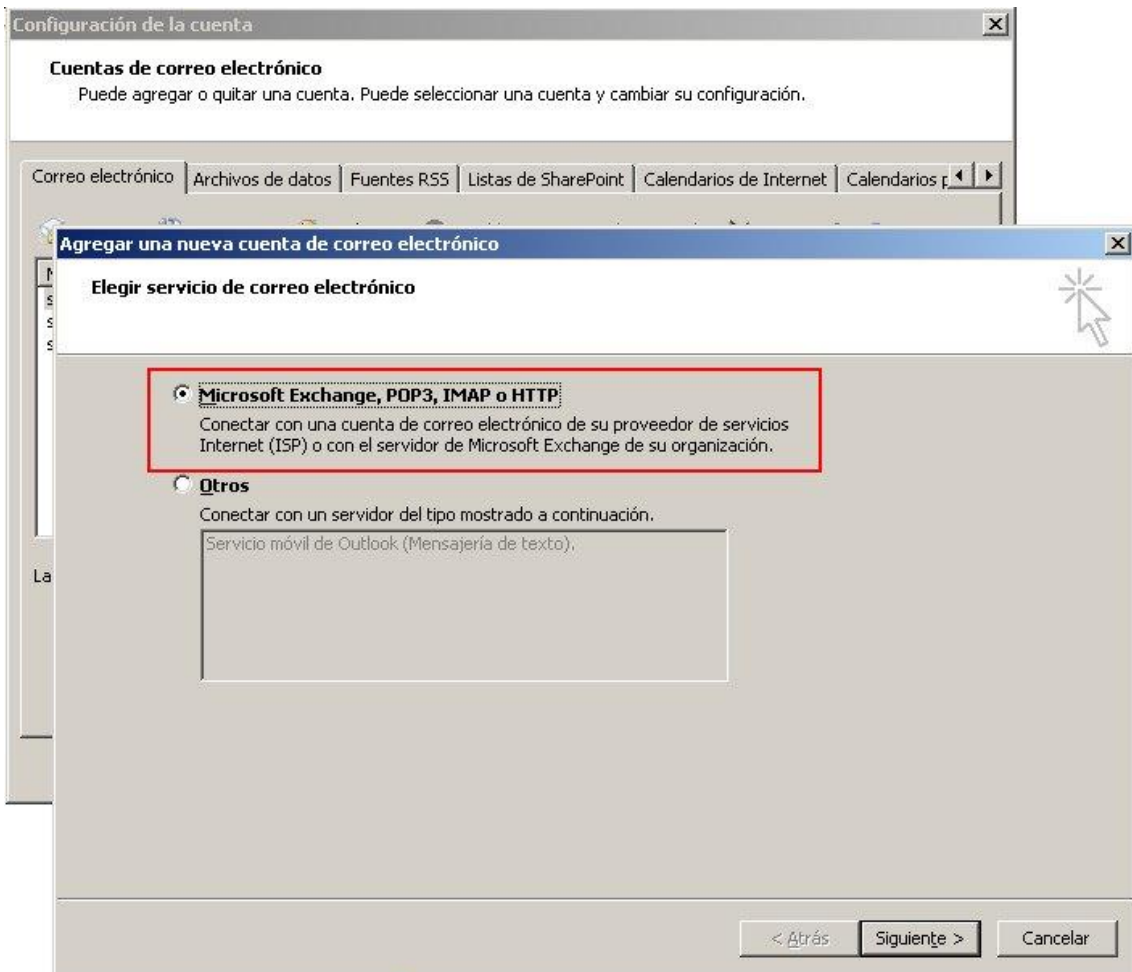 Configuración de la cuenta
Cuentas de correo electrónico
Puede agregar o quitar una cuenta. Puede seleccionar una cuenta y cambiar su configuración.
Correo electrónico Archivos de datos Fuentes RSS Listas de SharePoint Calendarios de Internet Calendarios
Agregar una nueva cuenta de correo electrónico
Elegir servicio de correo electrónico
Microsoft Exchange, POP3, IMAP o HTTP
Conectar con una cuenta de correo electrónico de su proveedor de servicios
Internet (ISP) o con el servidor de Microsoft Exchange de su organización.
Otros
Conectar con un servidor del tipo mostrado a continuación.
Servicio móvil de Outlook (Mensajería de texto).
La
< Atrás Siguiente > Cancelar